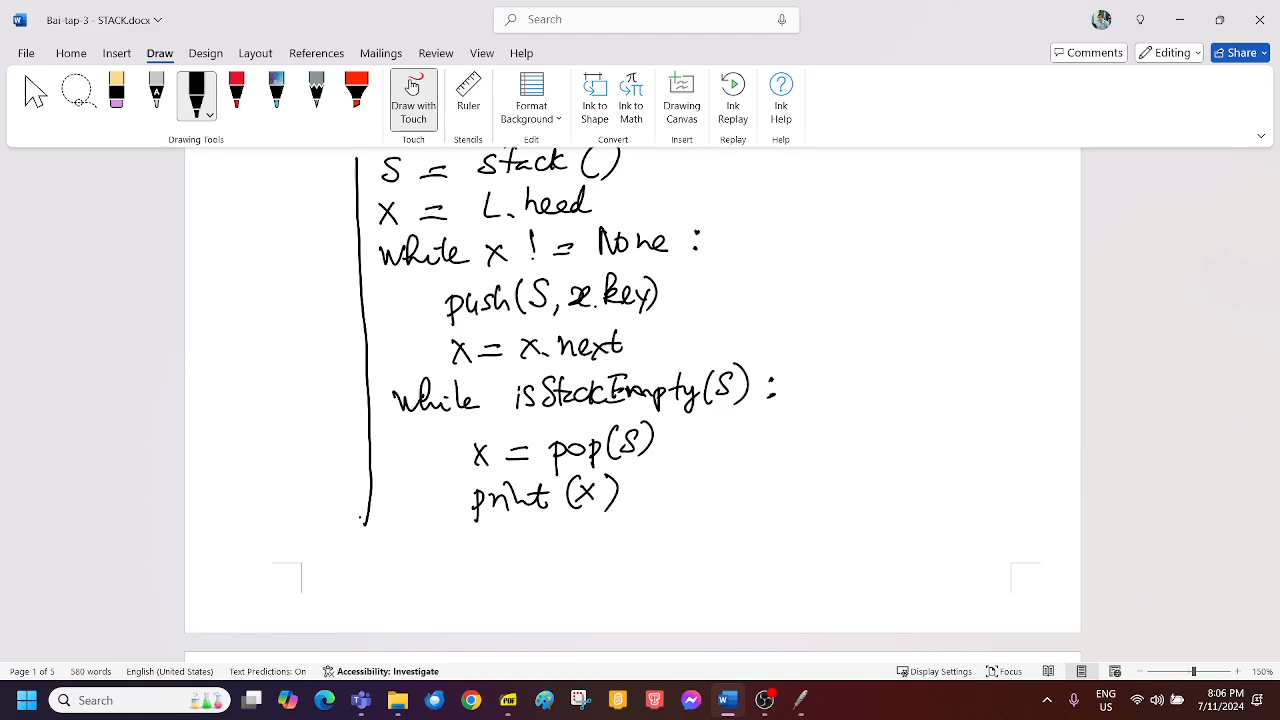 Bai-tap-3 - STACK.docx
Search
File Home Insert Draw Design Layout References Mailings Review View Help
Comments Editing Share
Draw with Touch
Ruler
Format Background
Ink to Shape
Ink to Math
Drawing Canvas
Ink Replay
Ink Help
Drawing Tools Touch Stencils Edit Convert Insert Replay Help
S = stack ()
x = L.head
while x != None :
push(S, x.key)
x = x.next
while isStackEmpty(S) :
x = pop(S)
print (x)
Page 1 of 5 580 words English (United States) Text Predictions: On Accessibility: Investigate Display Settings Focus 150%
Search
PDF
ENG
US
8:06 PM
7/11/2024